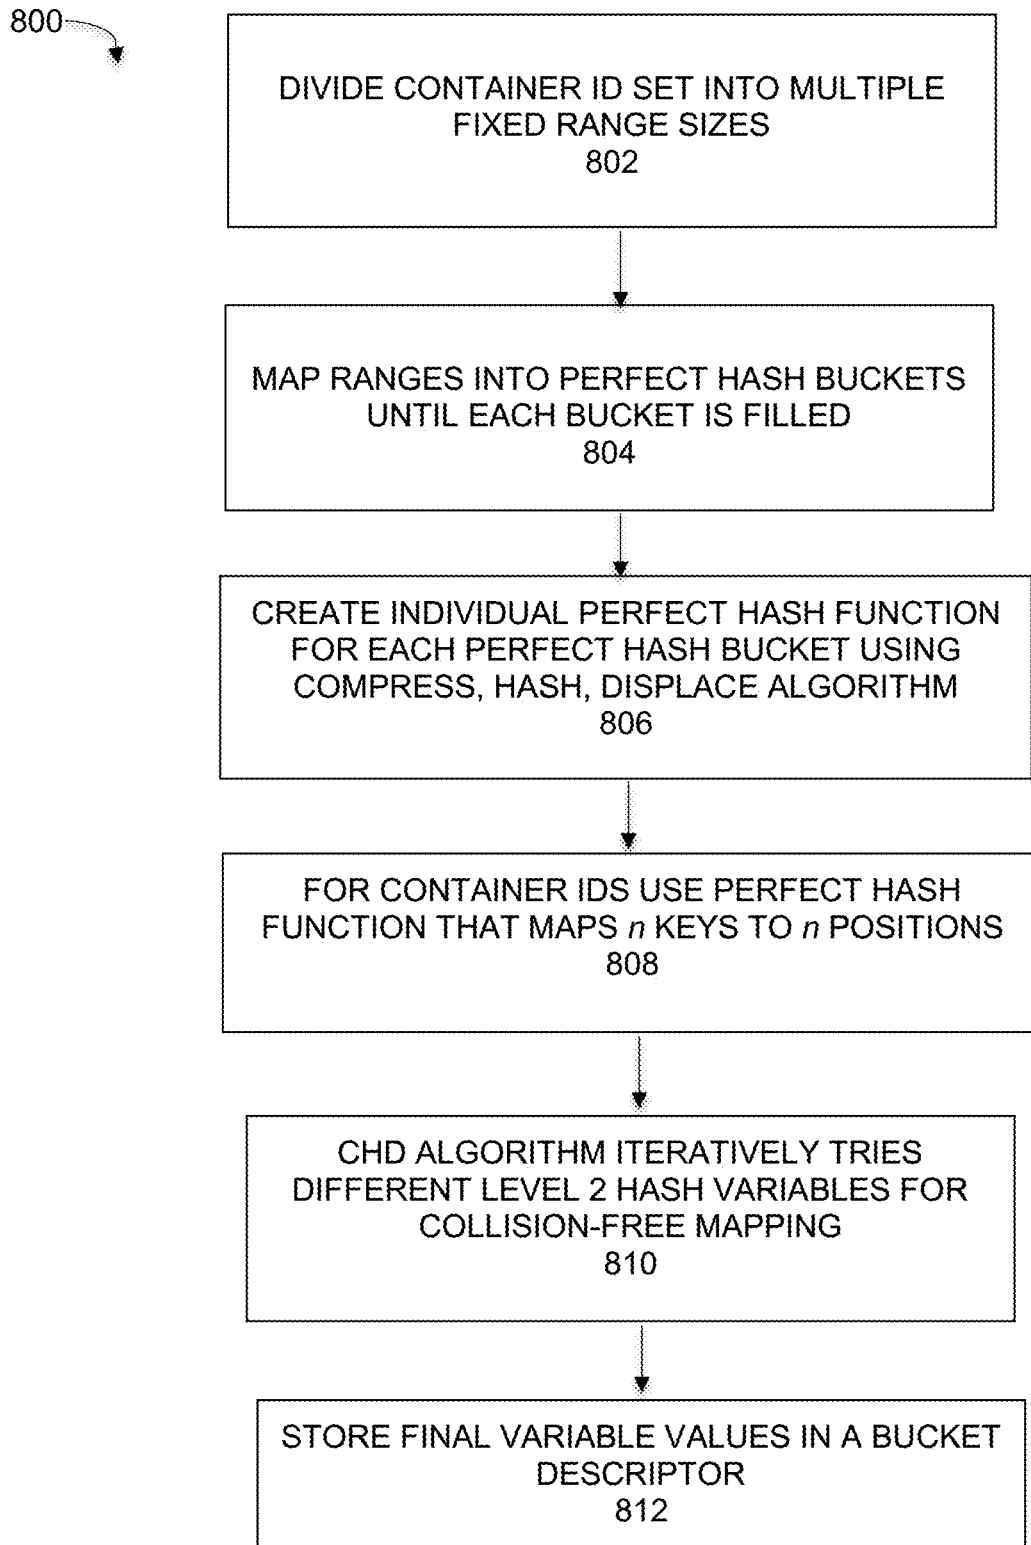 800
DIVIDE CONTAINER ID SET INTO MULTIPLE
FIXED RANGE SIZES
802
MAP RANGES INTO PERFECT HASH BUCKETS
UNTIL EACH BUCKET IS FILLED
804
CREATE INDIVIDUAL PERFECT HASH FUNCTION
FOR EACH PERFECT HASH BUCKET USING
COMPRESS, HASH, DISPLACE ALGORITHM
806
FOR CONTAINER IDS USE PERFECT HASH
FUNCTION THAT MAPS n KEYS TO n POSITIONS
808
CHD ALGORITHM ITERATIVELY TRIES
DIFFERENT LEVEL 2 HASH VARIABLES FOR
COLLISION-FREE MAPPING
810
STORE FINAL VARIABLE VALUES IN A BUCKET
DESCRIPTOR
812